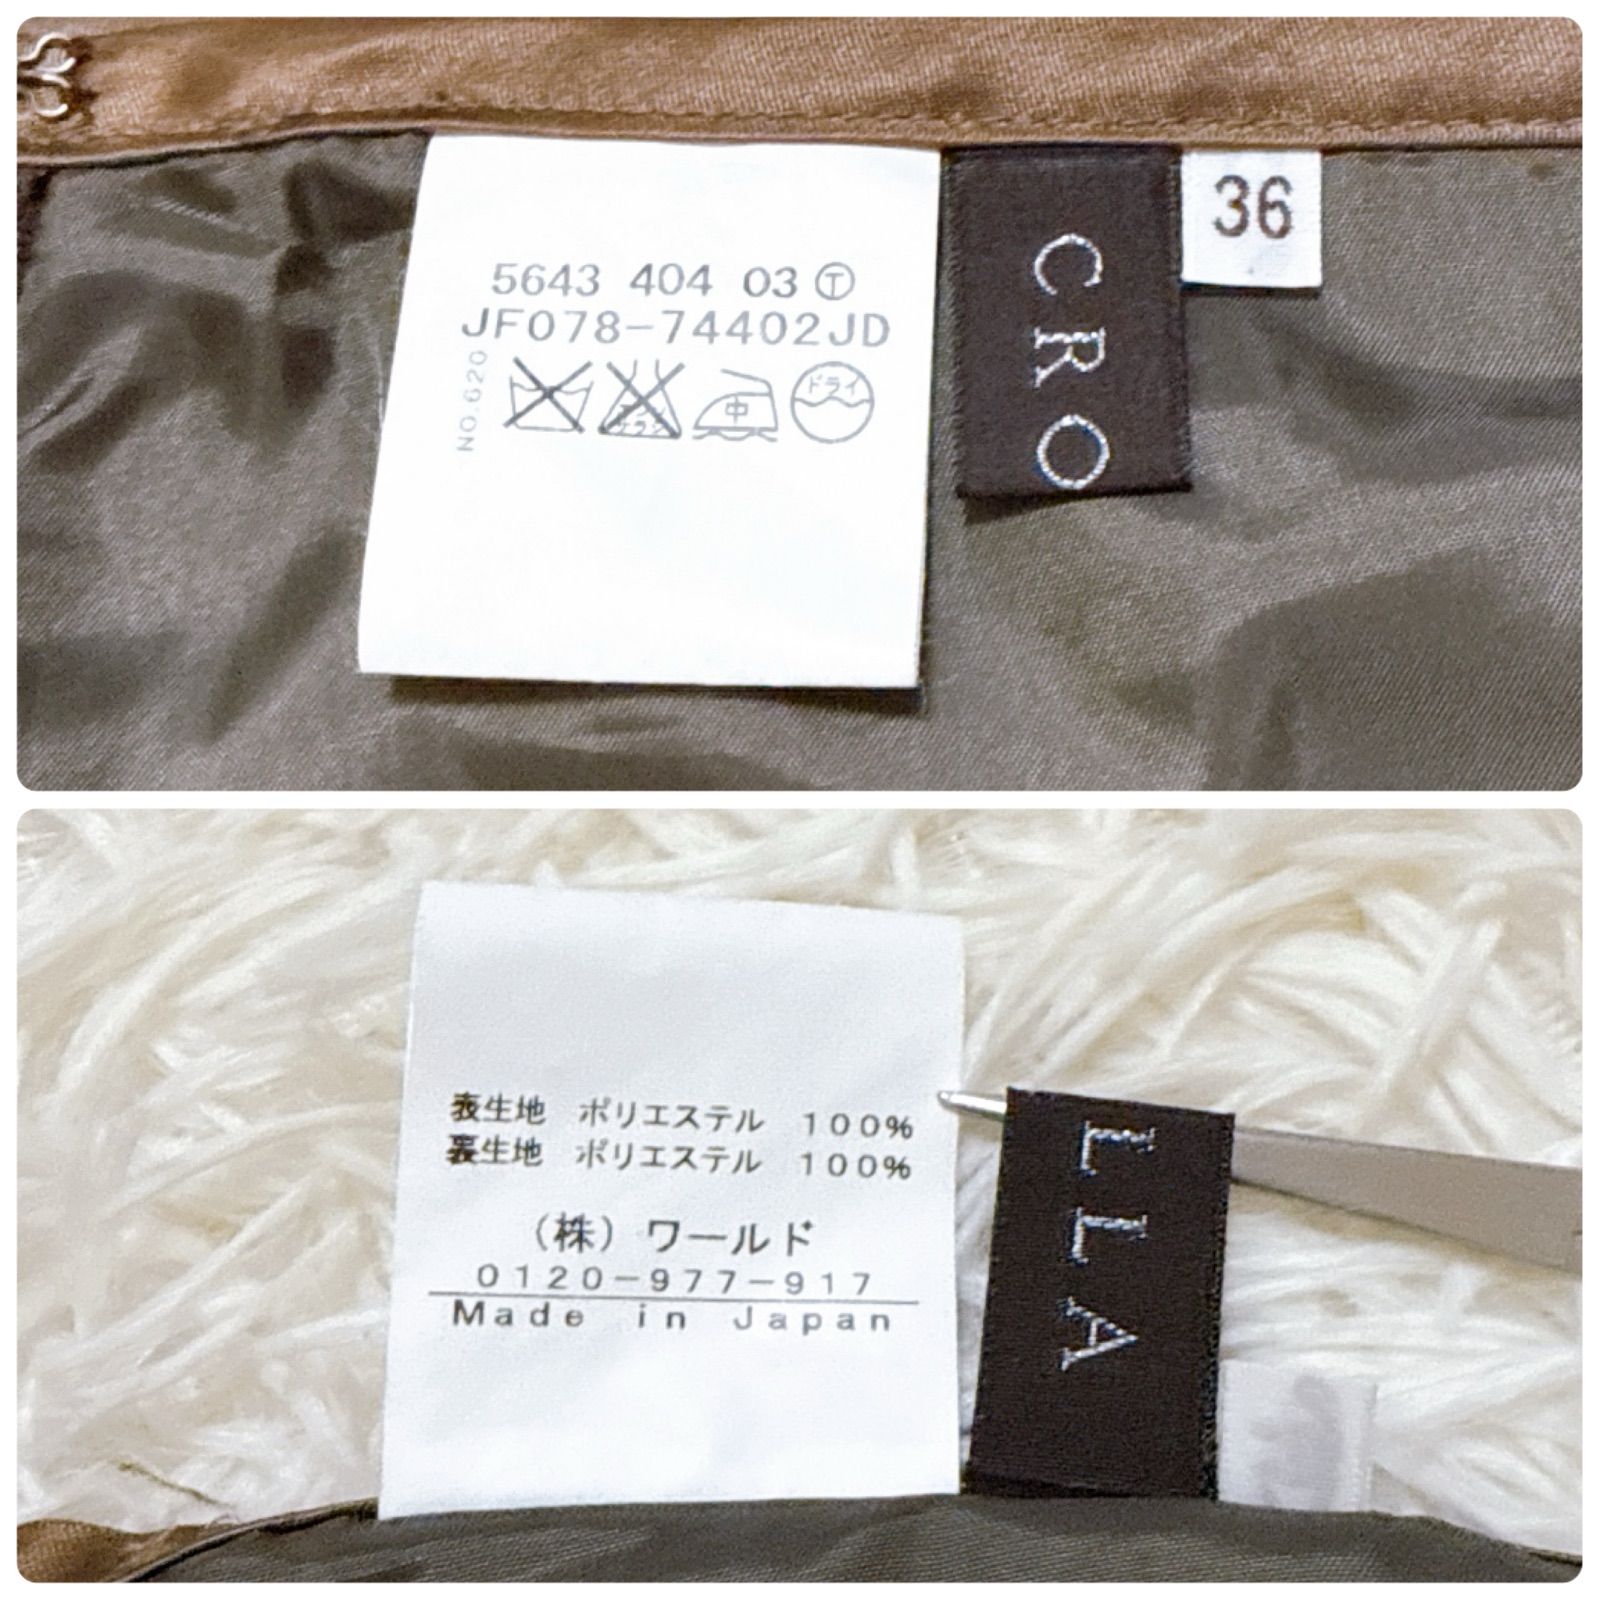 5643 404 03 Ⓣ
JF078-74402JD
NO.620
中
ドライ
CRO
36
表生地 ポリエステル 100%
裏生地 ポリエステル 100%
(株)ワールド
0120-977-917
Made in Japan
LLA